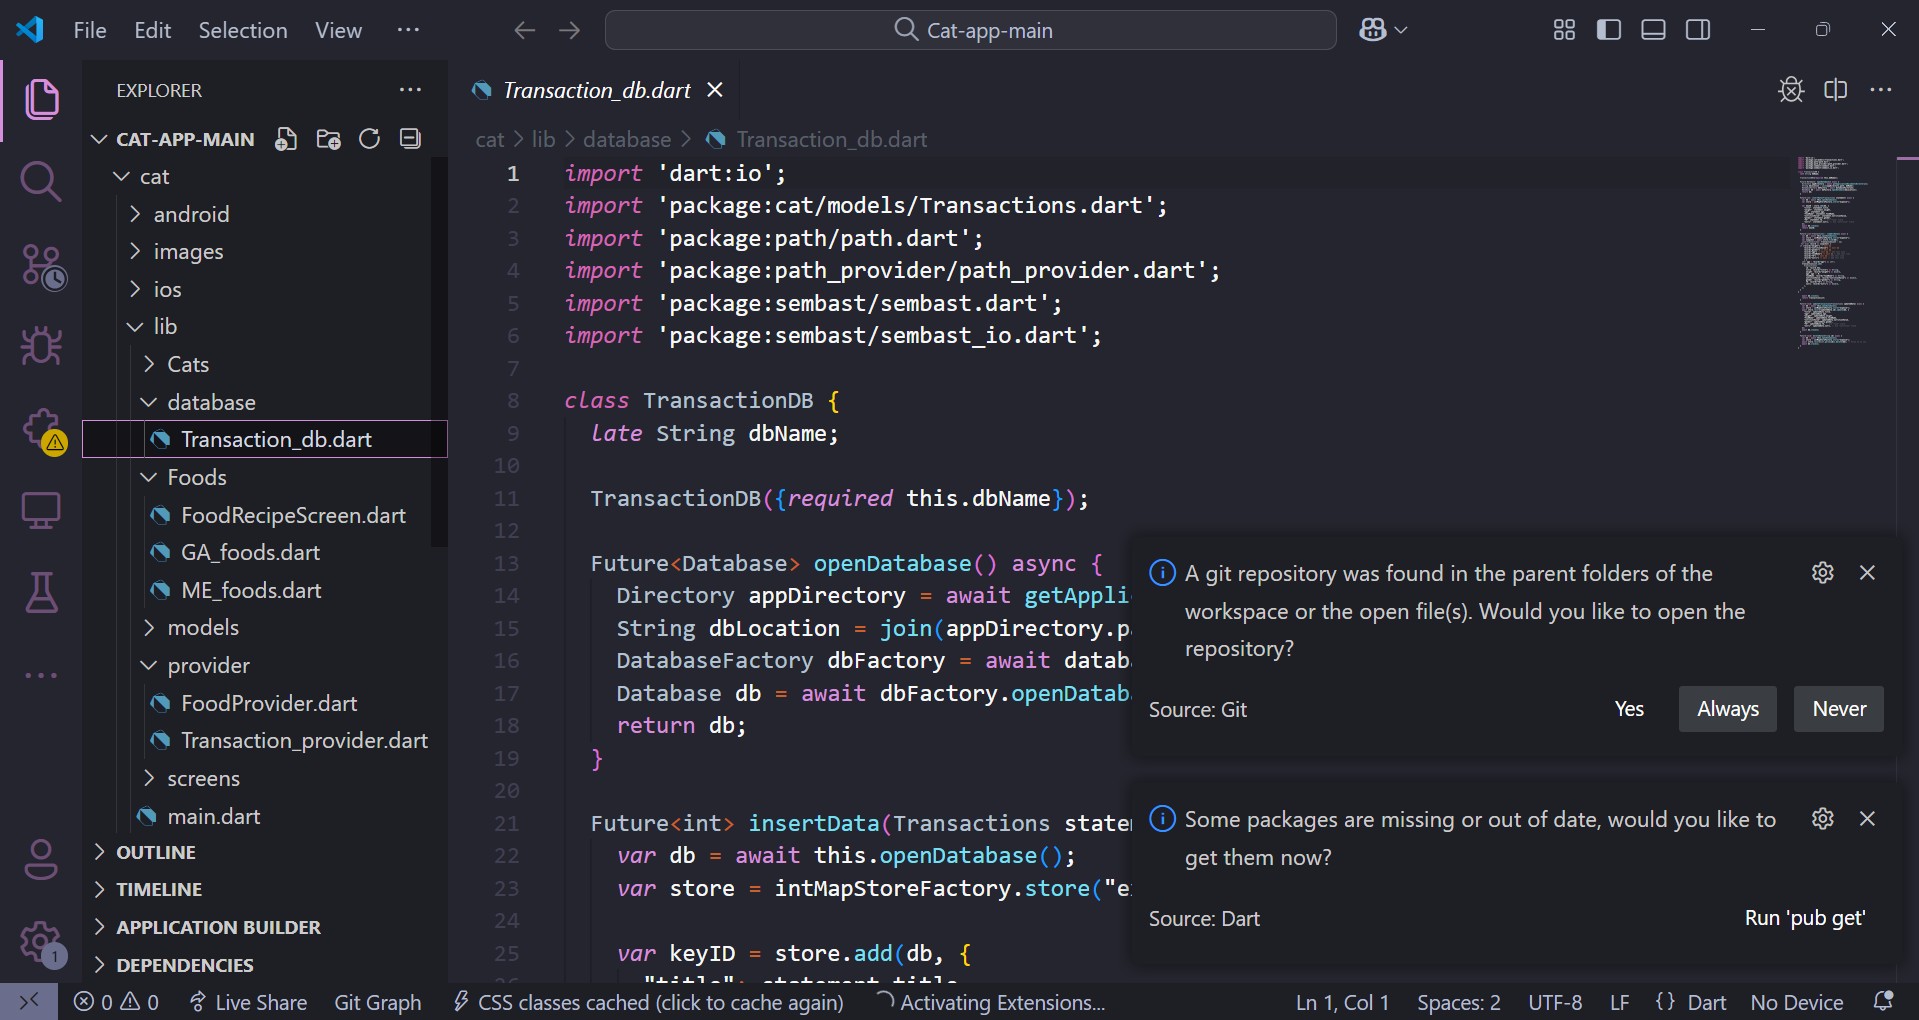 File Edit Selection View ···
Cat-app-main
EXPLORER ···
CAT-APP-MAIN
cat
android
images
ios
lib
Cats
database
Transaction_db.dart
Foods
FoodRecipeScreen.dart
GA_foods.dart
ME_foods.dart
models
provider
FoodProvider.dart
Transaction_provider.dart
screens
main.dart
OUTLINE
TIMELINE
APPLICATION BUILDER
DEPENDENCIES
1
Transaction_db.dart
cat > lib > database > Transaction_db.dart
1 import 'dart:io';
2 import 'package:cat/models/Transactions.dart';
3 import 'package:path/path.dart';
4 import 'package:path_provider/path_provider.dart';
5 import 'package:sembast/sembast.dart';
6 import 'package:sembast/sembast_io.dart';
7
8 class TransactionDB {
9 late String dbName;
10
11 TransactionDB({required this.dbName});
12
13 Future<Database> openDatabase() async {
14 Directory appDirectory = await getAppli
15 String dbLocation = join(appDirectory.p
16 DatabaseFactory dbFactory = await datab
17 Database db = await dbFactory.openDatab
18 return db;
19 }
20
21 Future<int> insertData(Transactions state
22 var db = await this.openDatabase();
23 var store = intMapStoreFactory.store("e
24
25 var keyID = store.add(db, {
A git repository was found in the parent folders of the
workspace or the open file(s). Would you like to open the
repository?
Source: Git Yes Always Never
Some packages are missing or out of date, would you like to
get them now?
Source: Dart Run 'pub get'
0 0 Live Share Git Graph CSS classes cached (click to cache again) Activating Extensions... Ln 1, Col 1 Spaces: 2 UTF-8 LF {} Dart No Device